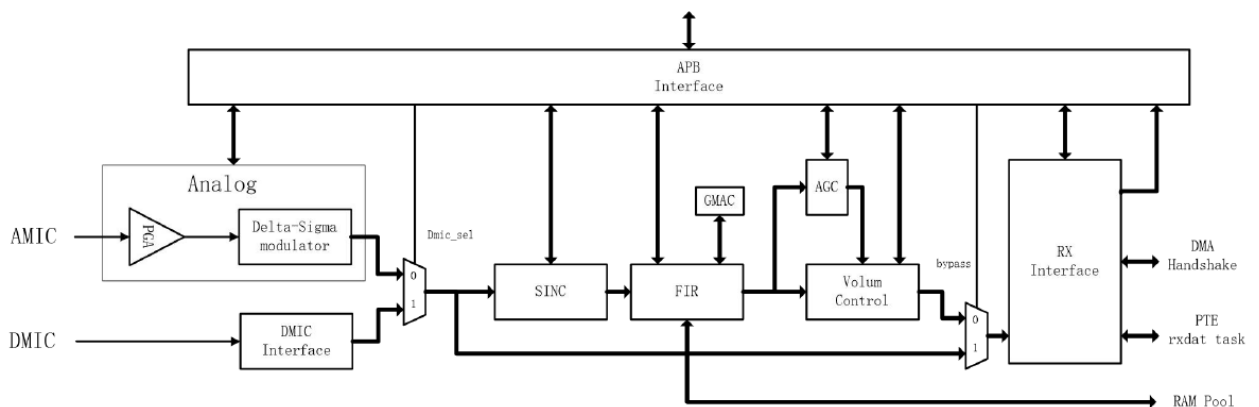 APB
Interface
Analog
AMIC
PGA
Delta-Sigma
modulator
Dmic_sel
0
1
DMIC
DMIC
Interface
SINC
GMAC
FIR
AGC
Volum
Control
bypass
0
1
RX
Interface
DMA
Handshake
PTE
rxdat task
RAM Pool